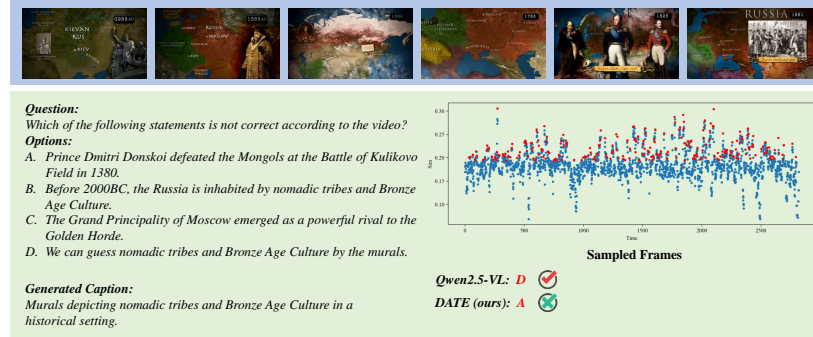 KIEVAN
RUS
KIEV
RUSSIA
MOSCOW
1783
1825
RUSSIA
1881
Question:
Which of the following statements is not correct according to the video?
Options:
A. Prince Dmitri Donskoi defeated the Mongols at the Battle of Kulikovo
Field in 1380.
B. Before 2000BC, the Russia is inhabited by nomadic tribes and Bronze
Age Culture.
C. The Grand Principality of Moscow emerged as a powerful rival to the
Golden Horde.
D. We can guess nomadic tribes and Bronze Age Culture by the murals.
Generated Caption:
Murals depicting nomadic tribes and Bronze Age Culture in a
historical setting.
0.30
0.25
0.20
0.15
0.10
Sim
0
500
1000
1500
2000
2500
Time
Sampled Frames
Qwen2.5-VL: D
DATE (ours): A